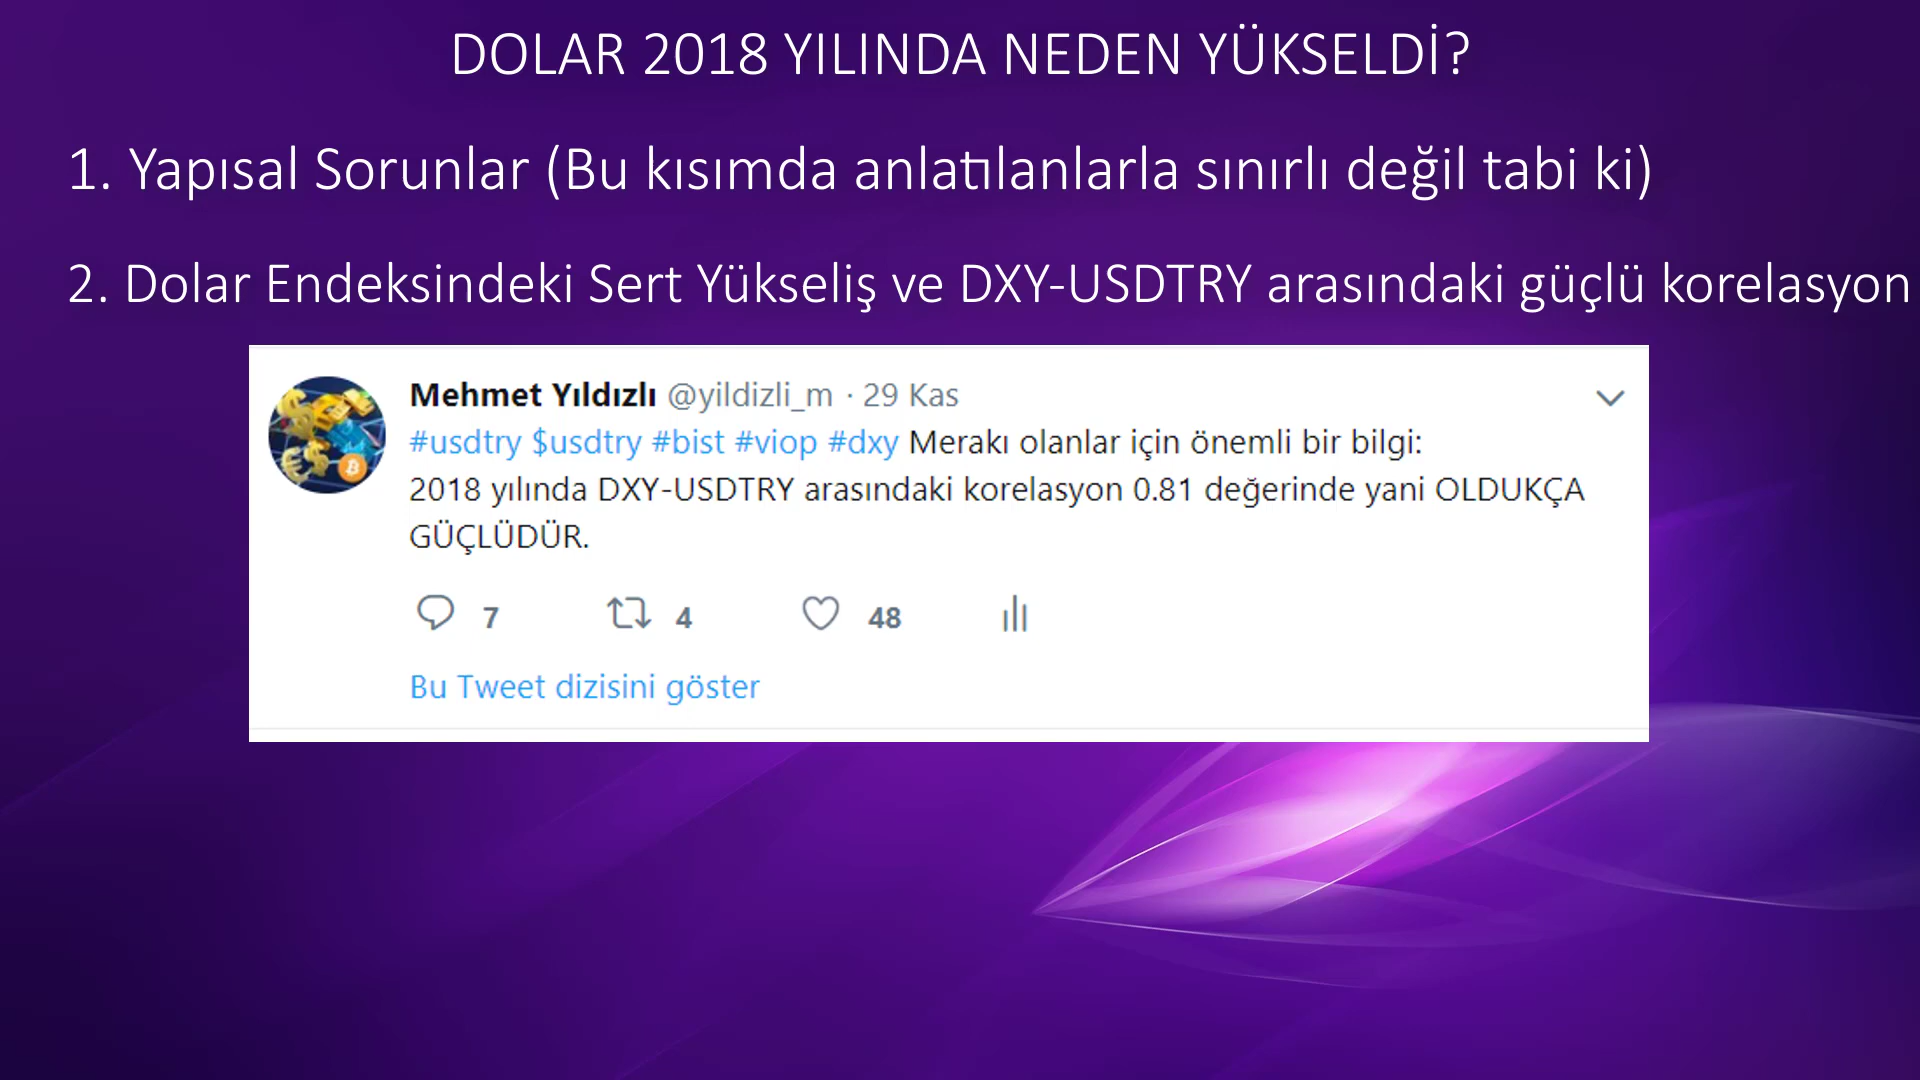 DOLAR 2018 YILINDA NEDEN YÜKSELDİ?
1. Yapısal Sorunlar (Bu kısımda anlatılanlarla sınırlı değil tabi ki)
2. Dolar Endeksindeki Sert Yükseliş ve DXY-USDTRY arasındaki güçlü korelasyon
Mehmet Yıldızlı @yildizli_m · 29 Kas
#usdtry $usdtry #bist #viop #dxy Merakı olanlar için önemli bir bilgi:
2018 yılında DXY-USDTRY arasındaki korelasyon 0.81 değerinde yani OLDUKÇA
GÜÇLÜDÜR.
7 4 48
Bu Tweet dizisini göster